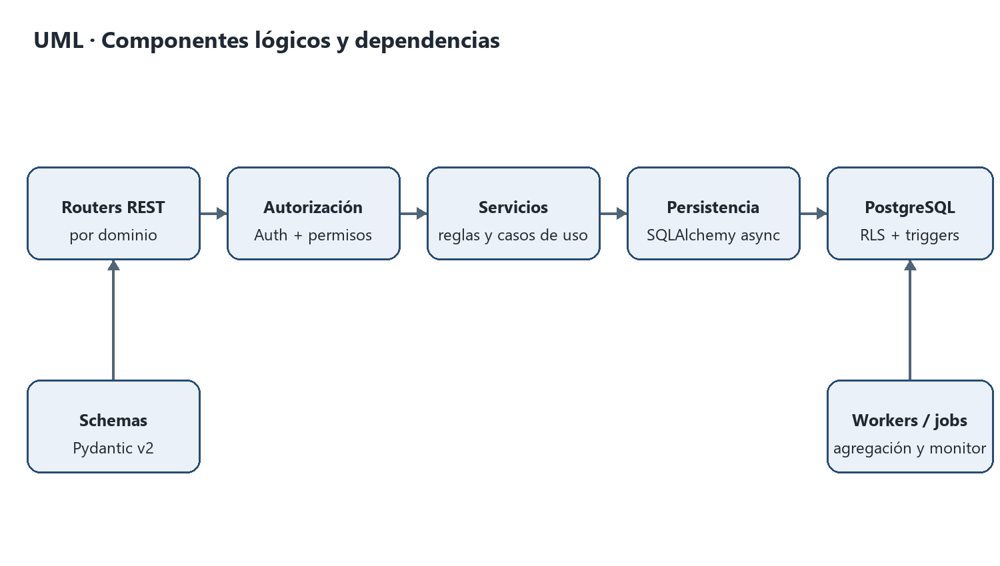 UML · Componentes lógicos y dependencias
Routers REST
por dominio
Autorización
Auth + permisos
Servicios
reglas y casos de uso
Persistencia
SQLAlchemy async
PostgreSQL
RLS + triggers
Schemas
Pydantic v2
Workers / jobs
agregación y monitor